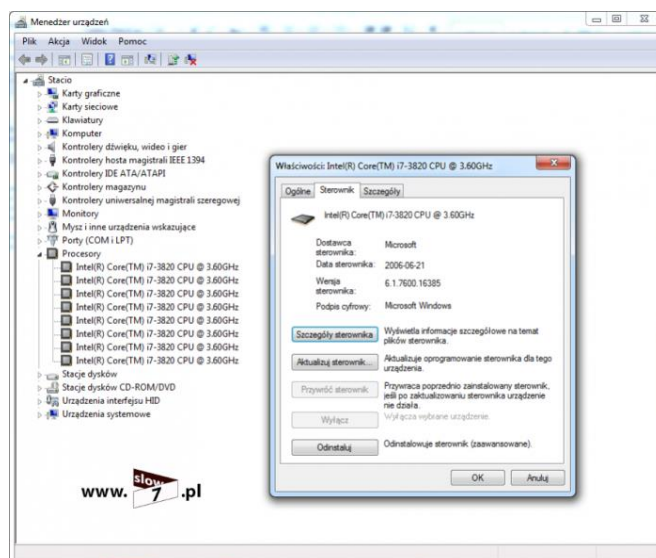 Menedżer urządzeń
Plik Akcja Widok Pomoc
Stacio
Karty graficzne
Karty sieciowe
Klawiatury
Komputer
Kontrolery dźwięku, wideo i gier
Kontrolery hosta magistrali IEEE 1394
Kontrolery IDE ATA/ATAPI
Kontrolery magazynu
Kontrolery uniwersalnej magistrali szeregowej
Monitory
Mysz i inne urządzenia wskazujące
Porty (COM i LPT)
Procesory
Intel(R) Core(TM) i7-3820 CPU @ 3.60GHz
Intel(R) Core(TM) i7-3820 CPU @ 3.60GHz
Intel(R) Core(TM) i7-3820 CPU @ 3.60GHz
Intel(R) Core(TM) i7-3820 CPU @ 3.60GHz
Intel(R) Core(TM) i7-3820 CPU @ 3.60GHz
Intel(R) Core(TM) i7-3820 CPU @ 3.60GHz
Intel(R) Core(TM) i7-3820 CPU @ 3.60GHz
Intel(R) Core(TM) i7-3820 CPU @ 3.60GHz
Stacje dysków
Stacje dysków CD-ROM/DVD
Urządzenia interfejsu HID
Urządzenia systemowe
www. slow 7 .pl
Właściwości: Intel(R) Core(TM) i7-3820 CPU @ 3.60GHz
Ogólne Sterownik Szczegóły
Intel(R) Core(TM) i7-3820 CPU @ 3.60GHz
Dostawca sterownika: Microsoft
Data sterownika: 2006-06-21
Wersja sterownika: 6.1.7600.16385
Podpis cyfrowy: Microsoft Windows
Szczegóły sterownika
Wyświetla informacje szczegółowe na temat
plików sterownika.
Aktualizuj sterownik...
Aktualizuje oprogramowanie sterownika dla tego
urządzenia.
Przywróć sterownik
Przywraca poprzednio zainstalowany sterownik,
jeśli po zaktualizowaniu sterownika urządzenie
nie działa.
Wyłącz
Wyłącza wybrane urządzenie.
Odinstaluj
Odinstalowuje sterownik (zaawansowane).
OK Anuluj